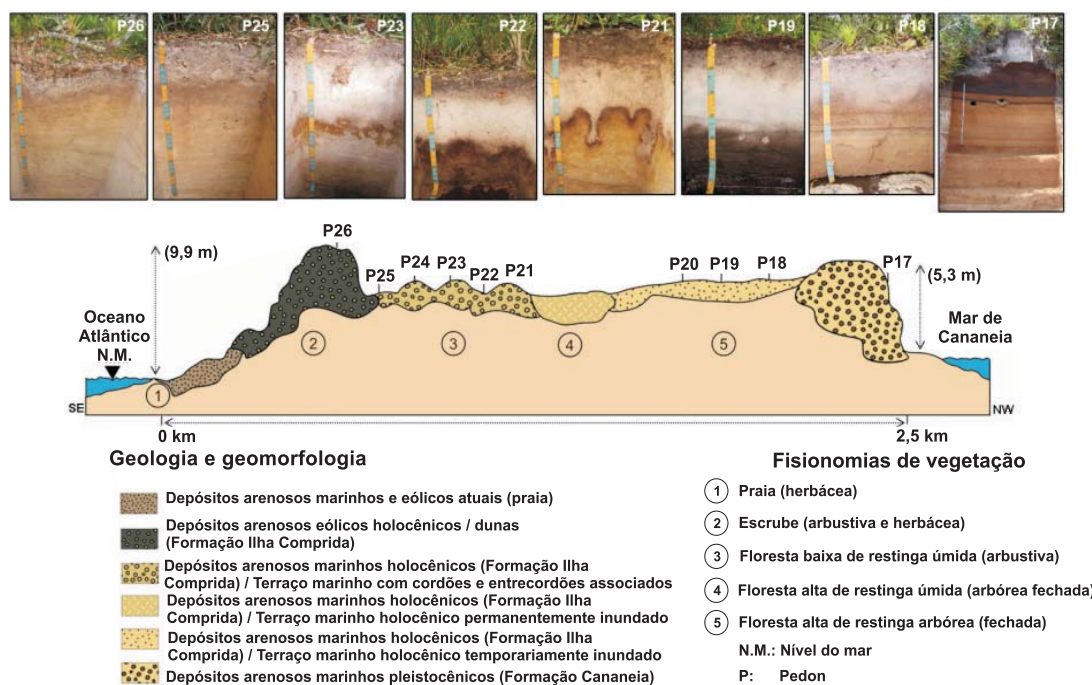 P26
P25
P23
P22
P21
P19
P18
P17
(9,9 m)
P26
P25
P24
P23
P22
P21
P20
P19
P18
P17
(5,3 m)
Oceano
Atlântico
N.M.
Mar de
Cananeia
1
2
3
4
5
SE
NW
0 km
2,5 km
Geologia e geomorfologia
Depósitos arenosos marinhos e eólicos atuais (praia)
Depósitos arenosos eólicos holocênicos / dunas
(Formação Ilha Comprida)
Depósitos arenosos marinhos holocênicos (Formação Ilha
Comprida) / Terraço marinho com cordões e entrecordões associados
Depósitos arenosos marinhos holocênicos (Formação Ilha
Comprida) / Terraço marinho holocênico permanentemente inundado
Depósitos arenosos marinhos holocênicos (Formação Ilha
Comprida) / Terraço marinho holocênico temporariamente inundado
Depósitos arenosos marinhos pleistocênicos (Formação Cananeia)
Fisionomias de vegetação
1 Praia (herbácea)
2 Escrube (arbustiva e herbácea)
3 Floresta baixa de restinga úmida (arbustiva)
4 Floresta alta de restinga úmida (arbórea fechada)
5 Floresta alta de restinga arbórea (fechada)
N.M.: Nível do mar
P: Pedon